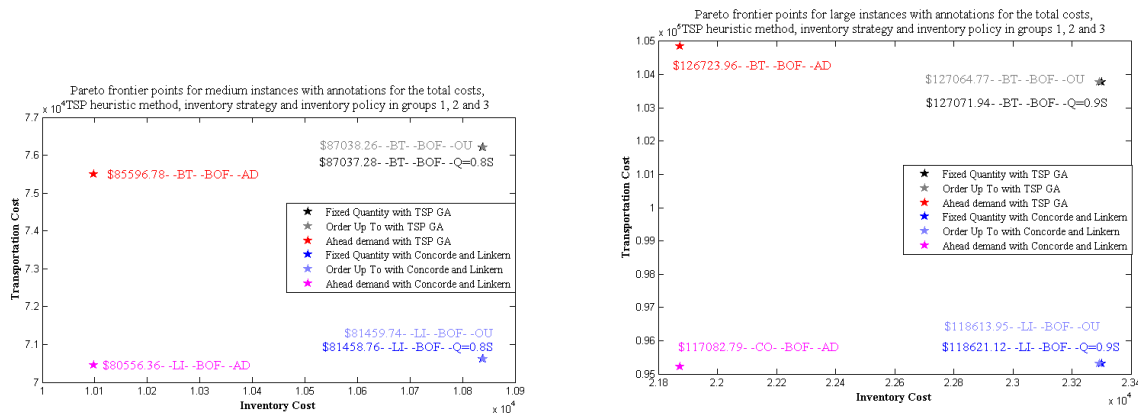 Pareto frontier points for medium instances with annotations for the total costs,
× 10⁴TSP heuristic method, inventory strategy and inventory policy in groups 1, 2 and 3
7.7
7.6
7.5
7.4
7.3
7.2
7.1
7
Transportation Cost
$87038.26- -BT- -BOF- -OU
$87037.28- -BT- -BOF- -Q=0.8S
$85596.78- -BT- -BOF- -AD
Fixed Quantity with TSP GA
Order Up To with TSP GA
Ahead demand with TSP GA
Fixed Quantity with Concorde and Linkern
Order Up To with Concorde and Linkern
Ahead demand with Concorde and Linkern
$81459.74- -LI- -BOF- -OU
$81458.76- -LI- -BOF- -Q=0.8S
$80556.36- -LI- -BOF- -AD
1.01 1.02 1.03 1.04 1.05 1.06 1.07 1.08 1.09
Inventory Cost
× 10⁴
Pareto frontier points for large instances with annotations for the total costs,
× 10⁵TSP heuristic method, inventory strategy and inventory policy in groups 1, 2 and 3
1.05
1.04
1.03
1.02
1.01
1
0.99
0.98
0.97
0.96
0.95
Transportation Cost
$126723.96- -BT- -BOF- -AD
$127064.77- -BT- -BOF- -OU
$127071.94- -BT- -BOF- -Q=0.9S
Fixed Quantity with TSP GA
Order Up To with TSP GA
Ahead demand with TSP GA
Fixed Quantity with Concorde and Linkern
Order Up To with Concorde and Linkern
Ahead demand with Concorde and Linkern
$118613.95- -LI- -BOF- -OU
$117082.79- -CO- -BOF- -AD
$118621.12- -LI- -BOF- -Q=0.9S
2.18 2.2 2.22 2.24 2.26 2.28 2.3 2.32 2.34
Inventory Cost
× 10⁴